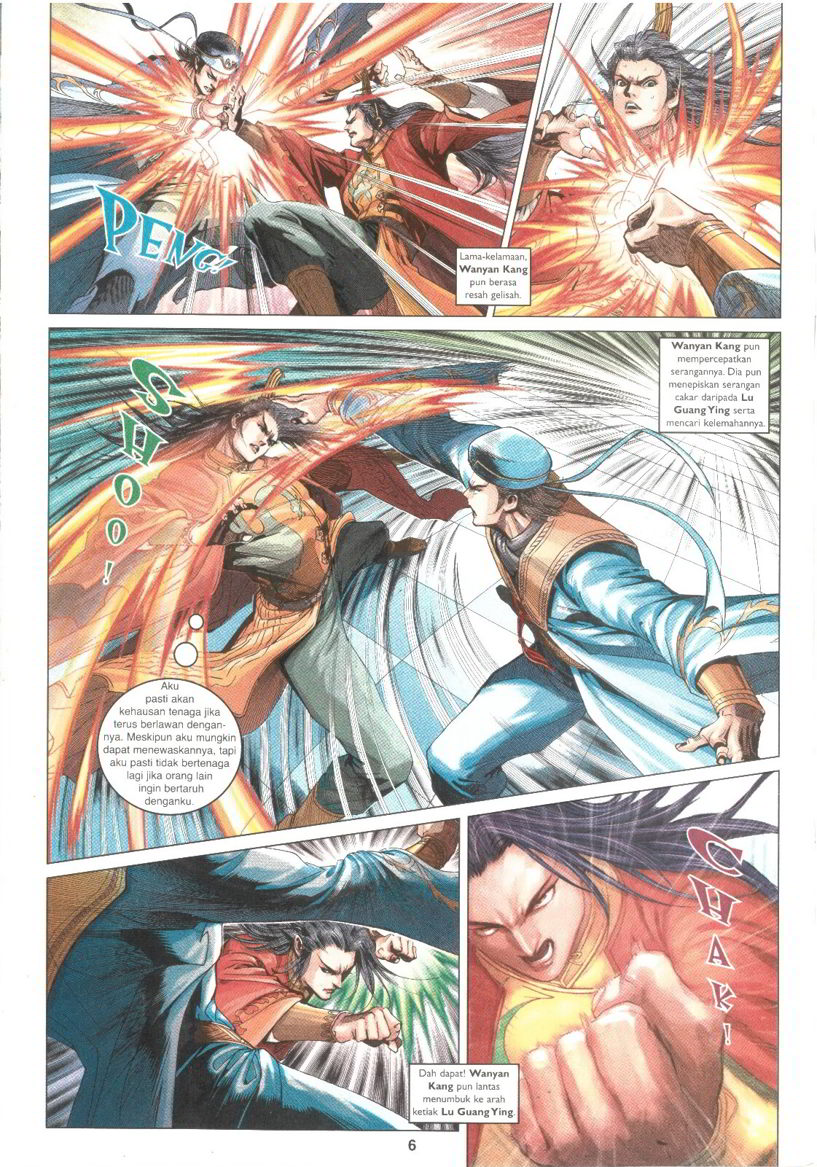 PENG!
Lama-kelamaan,
Wanyan Kang
pun berasa
resah gelisah.
Wanyan Kang pun
mempercepatkan
serangannya. Dia pun
menepiskan serangan
cakar daripada Lu
Guang Ying serta
mencari kelemahannya.
SHOO!
Aku
pasti akan
kehausan tenaga jika
terus berlawan dengan-
nya. Meskipun aku mungkin
dapat menewaskannya, tapi
aku pasti tidak bertenaga
lagi jika orang lain
ingin bertaruh
denganku.
Dah dapat! Wanyan
Kang pun lantas
menumbuk ke arah
ketiak Lu Guang Ying.
CHAK!
6